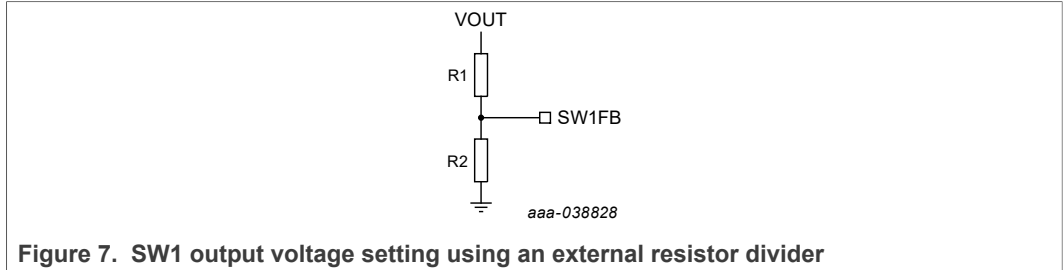 VOUT
R1
SW1FB
R2
aaa-038828
Figure 7. SW1 output voltage setting using an external resistor divider